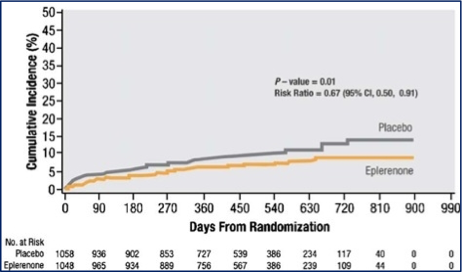 50
45
40
35
30
25
20
15
10
5
0
Cumulative Incidence (%)
P – value = 0.01
Risk Ratio = 0.67 (95% CI, 0.50, 0.91)
Placebo
Eplerenone
0 90 180 270 360 450 540 630 720 810 900 990
Days From Randomization
No. at Risk
Placebo 1058 936 902 853 727 539 386 234 117 40 0 0
Eplerenone 1048 965 934 889 756 567 386 239 109 44 0 0